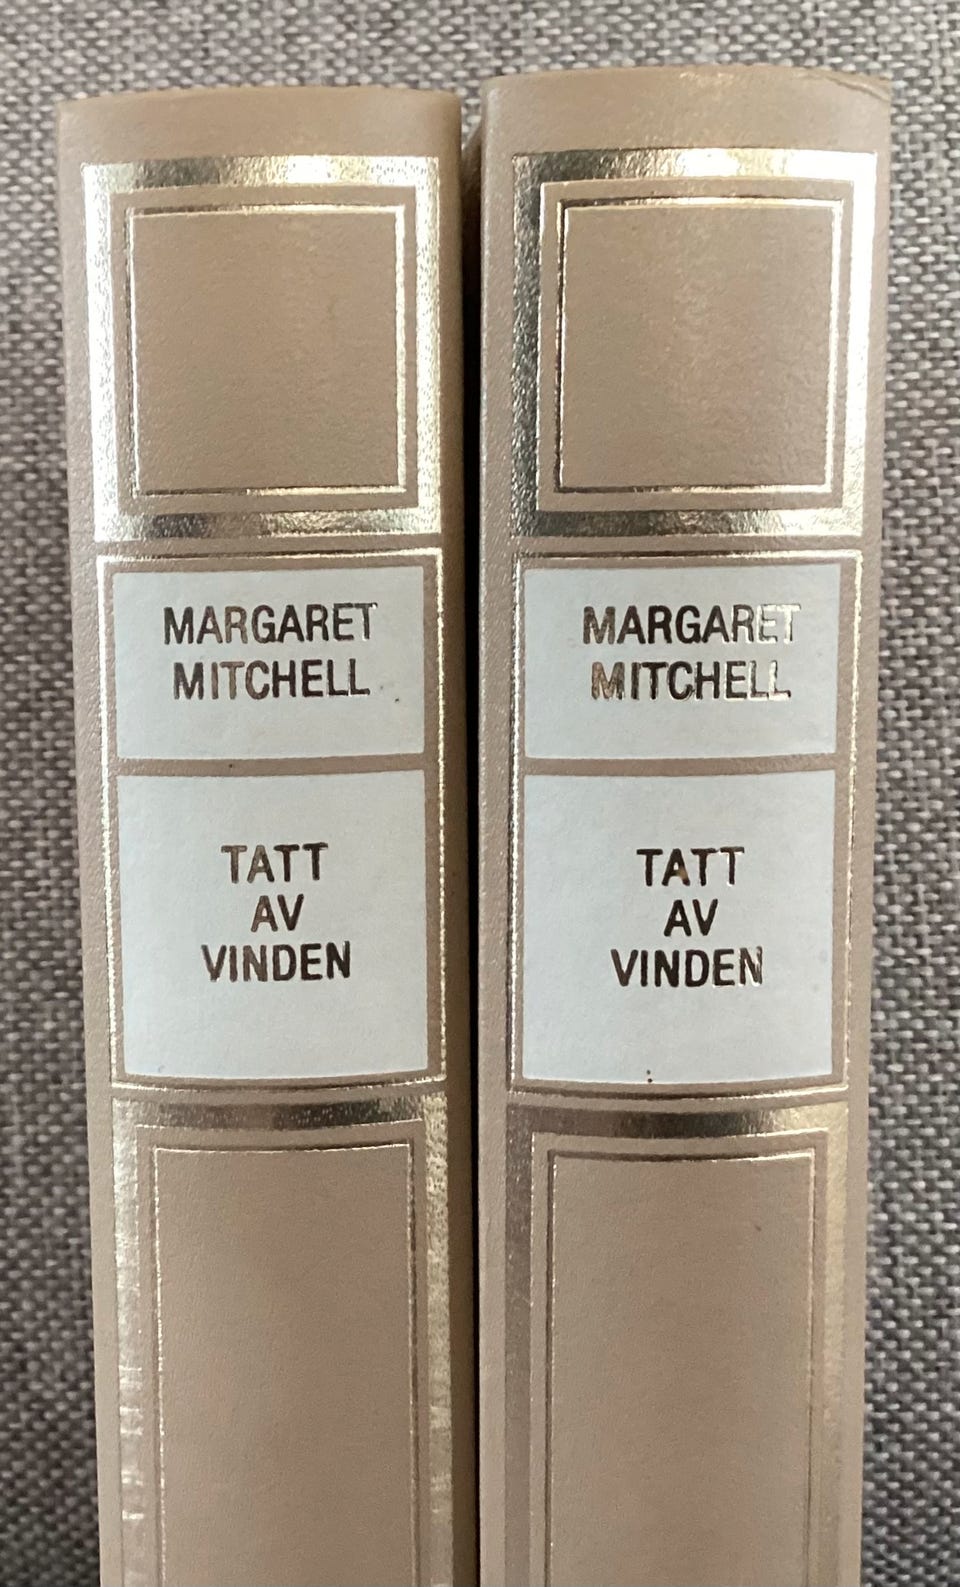 MARGARET
MITCHELL
TATT
AV
VINDEN
MARGARET
MITCHELL
TATT
AV
VINDEN